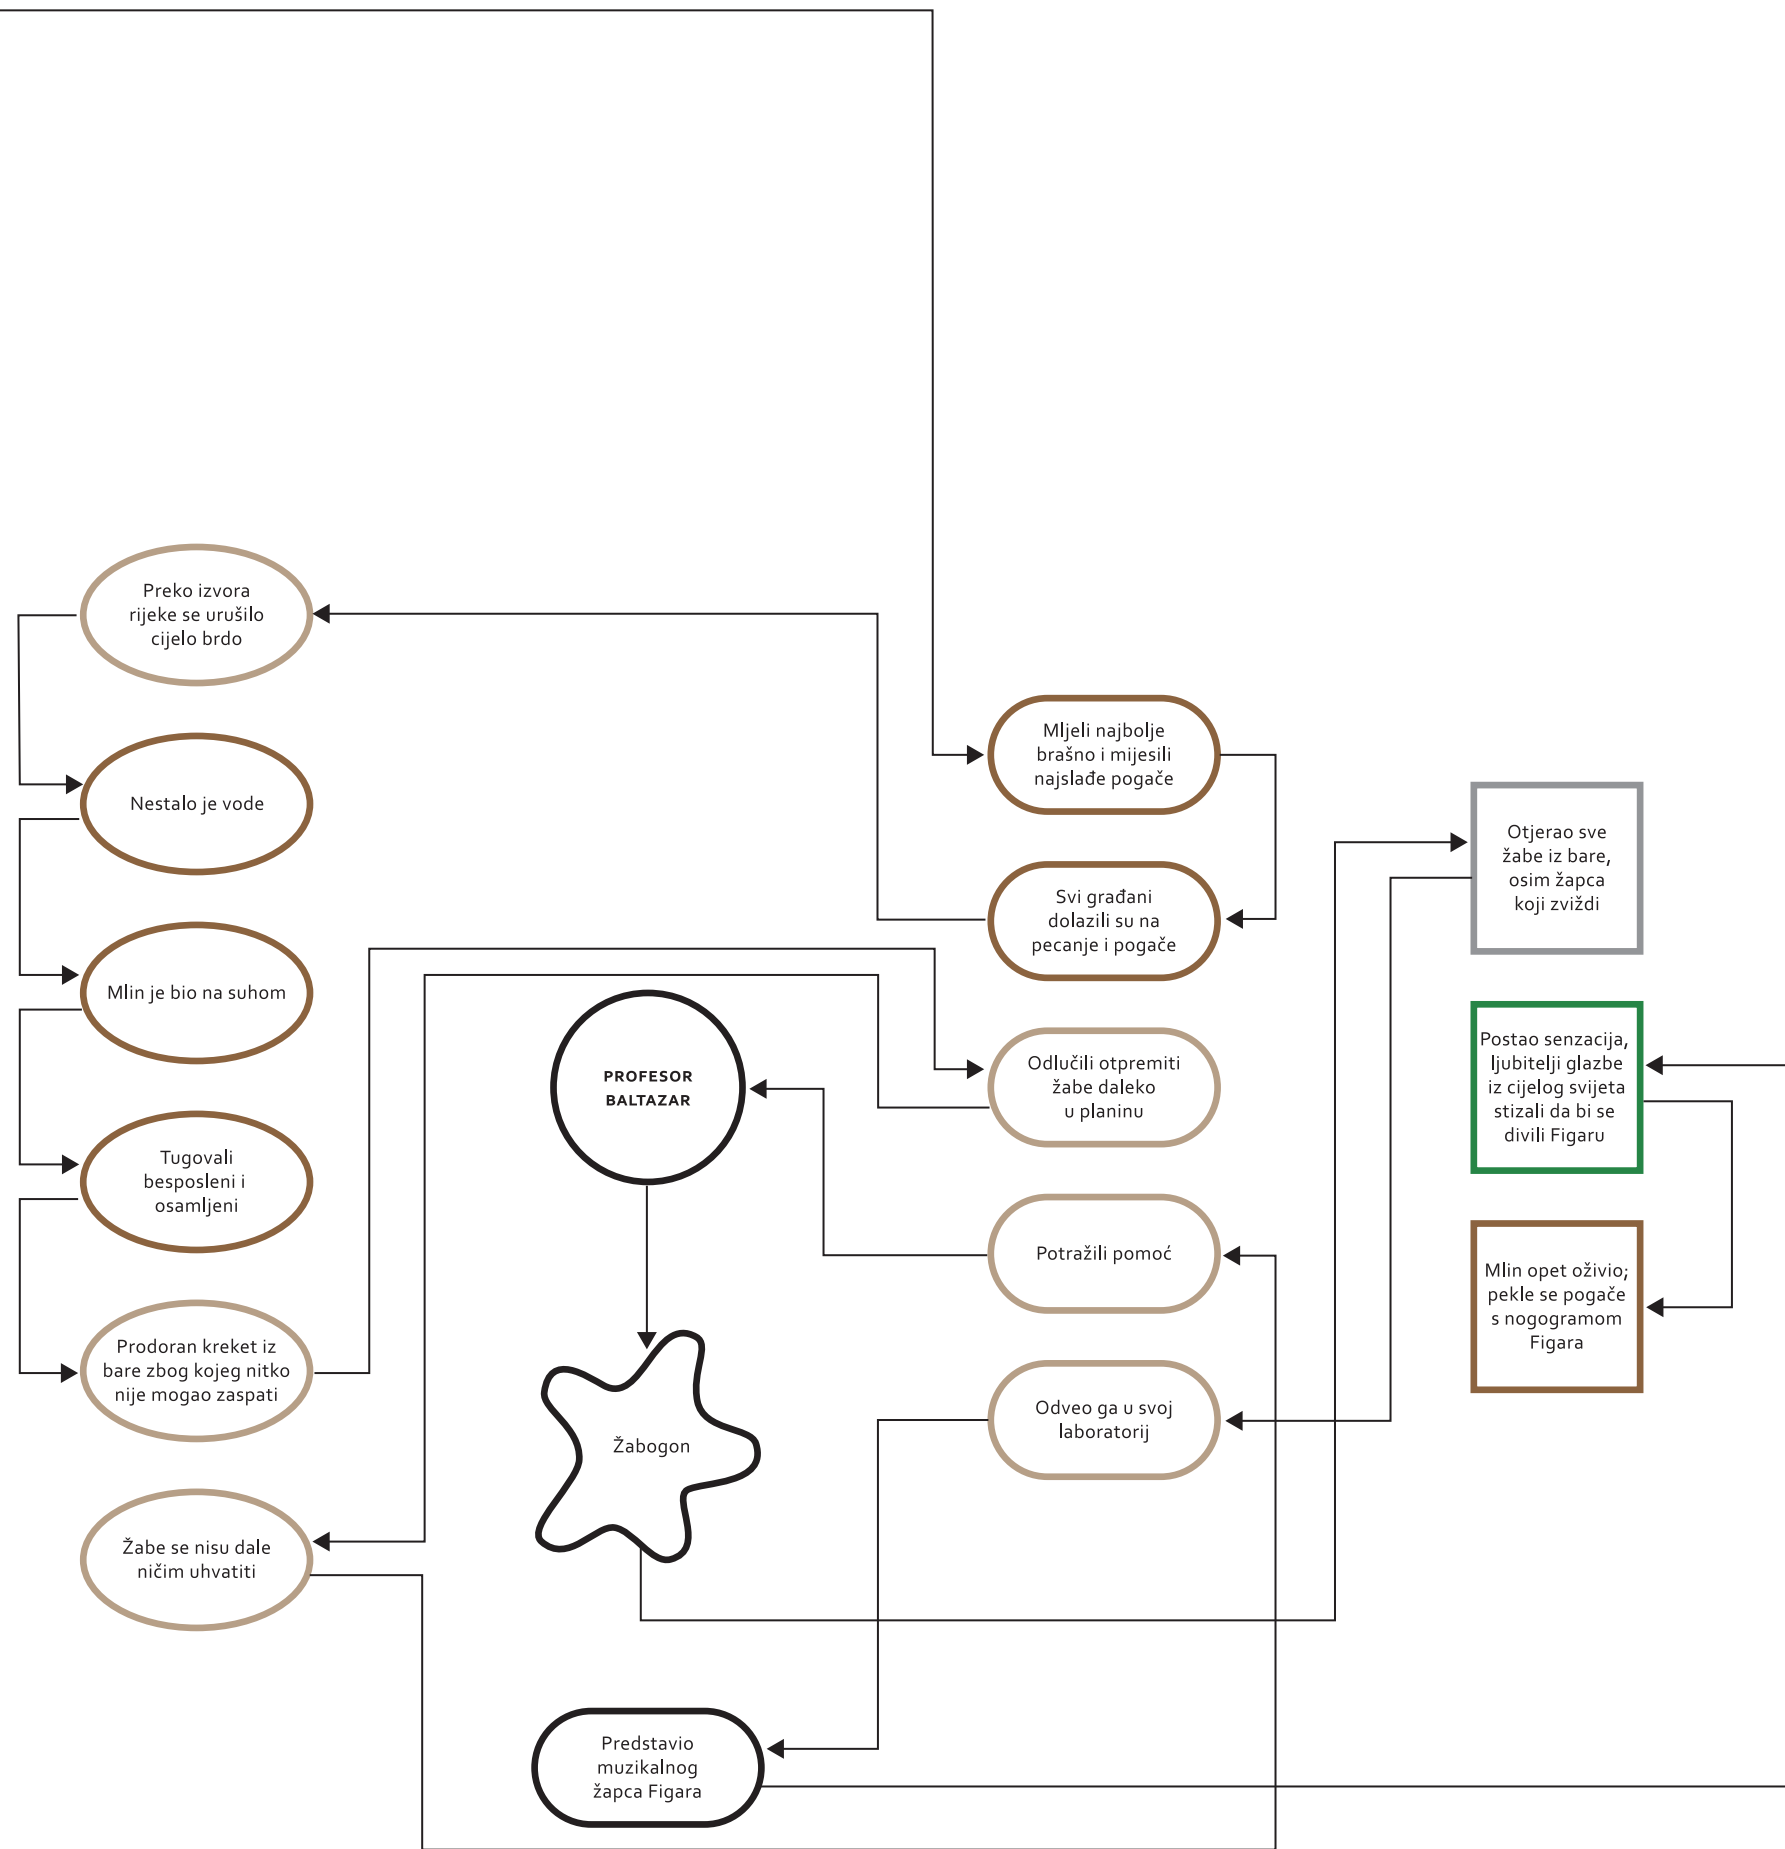 Preko izvora
rijeke se urušilo
cijelo brdo
Nestalo je vode
Mlin je bio na suhom
Tugovali
besposleni i
osamljeni
Prodoran kreket iz
bare zbog kojeg nitko
nije mogao zaspati
Žabe se nisu dale
ničim uhvatiti
PROFESOR
BALTAZAR
Žabogon
Predstavio
muzikalnog
žapca Figara
Mljeli najbolje
brašno i mijesili
najslađe pogače
Svi građani
dolazili su na
pecanje i pogače
Odlučili otpremiti
žabe daleko
u planinu
Potražili pomoć
Odveo ga u svoj
laboratorij
Otjerao sve
žabe iz bare,
osim žapca
koji zviždi
Postao senzacija,
ljubitelji glazbe
iz cijelog svijeta
stizali da bi se
divili Figaru
Mlin opet oživio;
pekle se pogače
s nogogramom
Figara